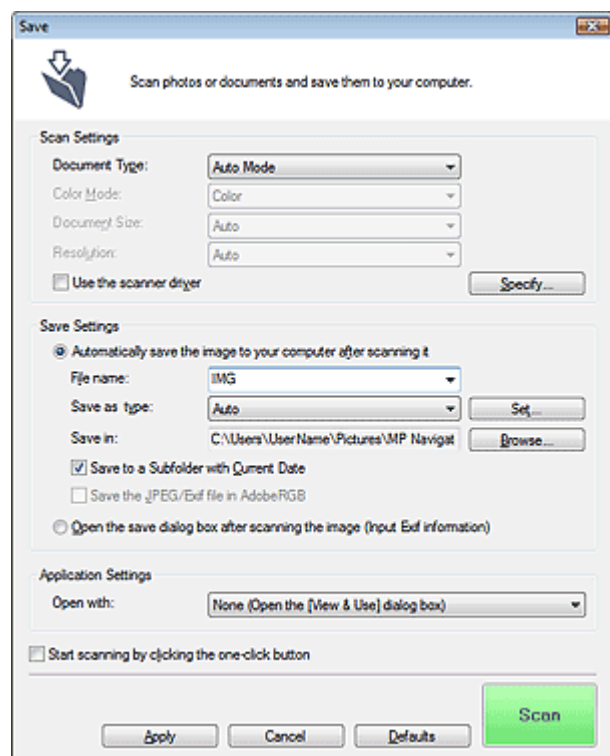 Save
Scan photos or documents and save them to your computer.
Scan Settings
Document Type: Auto Mode
Color Mode: Color
Document Size: Auto
Resolution: Auto
Use the scanner driver Specify...
Save Settings
Automatically save the image to your computer after scanning it
File name: IMG
Save as type: Auto Set...
Save in: C:\Users\UserName\Pictures\MP Navigat Browse...
Save to a Subfolder with Current Date
Save the JPEG/Exif file in AdobeRGB
Open the save dialog box after scanning the image (Input Exif information)
Application Settings
Open with: None (Open the [View & Use] dialog box)
Start scanning by clicking the one-click button
Apply Cancel Defaults Scan